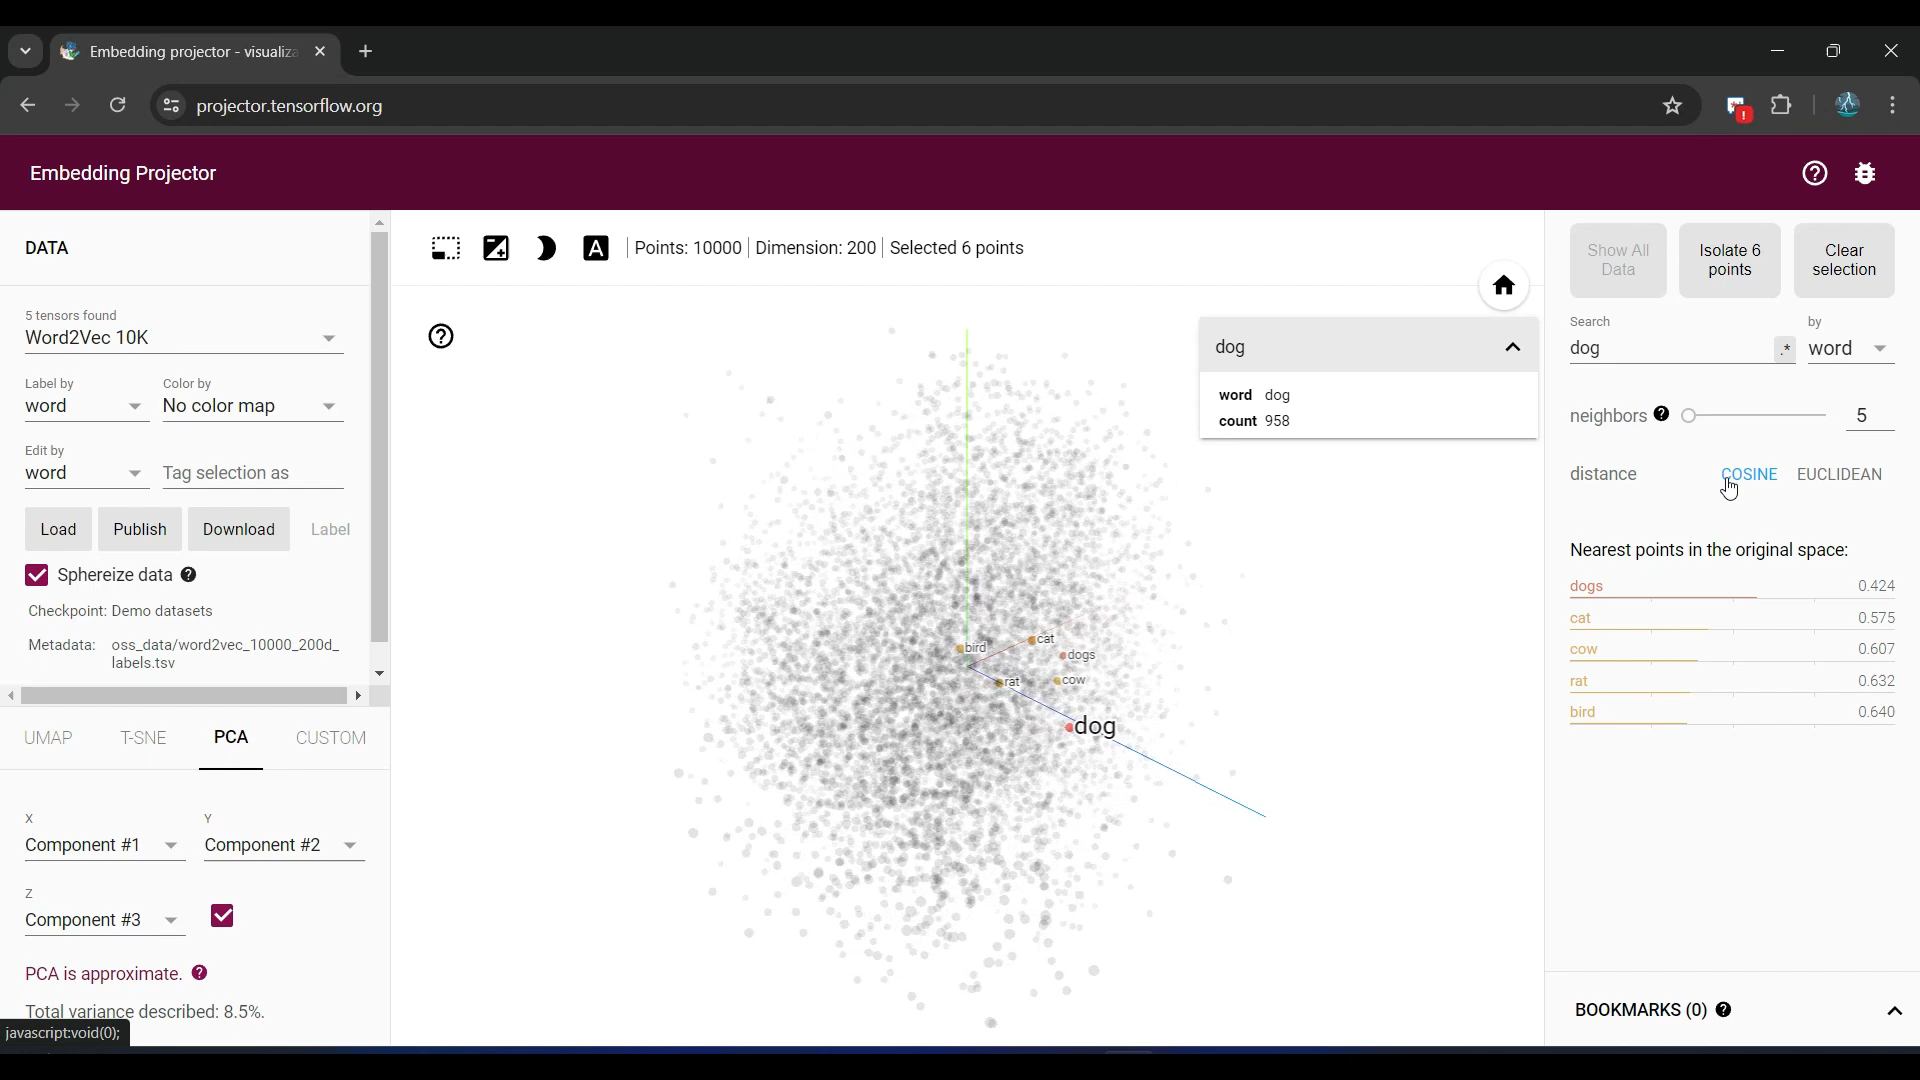 Embedding projector - visualiza
projector.tensorflow.org
Embedding Projector
DATA
5 tensors found
Word2Vec 10K
Label by
Color by
word
No color map
Edit by
word
Tag selection as
Load
Publish
Download
Label
Sphereize data
Checkpoint: Demo datasets
Metadata: oss_data/word2vec_10000_200d_
labels.tsv
UMAP
T-SNE
PCA
CUSTOM
X
Y
Component #1
Component #2
Z
Component #3
PCA is approximate.
Total variance described: 8.5%.
javascript:void(0);
A
Points: 10000 | Dimension: 200 | Selected 6 points
dog
word dog
count 958
bird
cat
dogs
rat
cow
dog
Show All
Data
Isolate 6
points
Clear
selection
Search
by
dog
.*
word
neighbors
5
distance
COSINE
EUCLIDEAN
Nearest points in the original space:
dogs 0.424
cat 0.575
cow 0.607
rat 0.632
bird 0.640
BOOKMARKS (0)